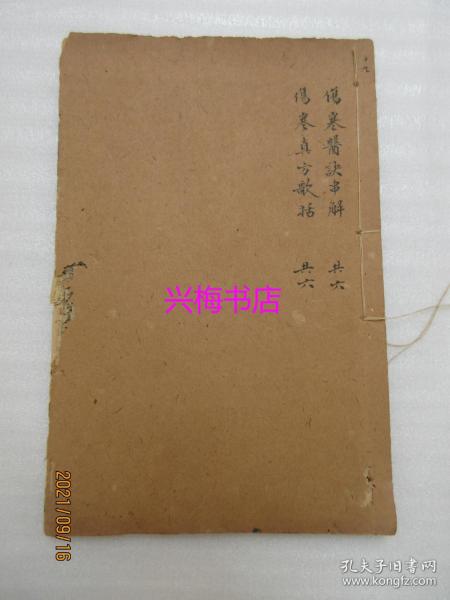 傷寒醫訣串解 共六
傷寒真方歌括 共六
兴梅书店
2021/09/16
孔夫子旧书网
www.kongfz.com